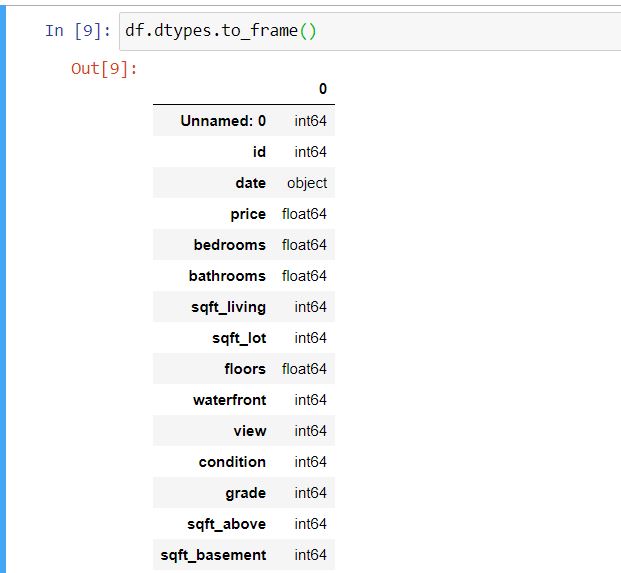 In [9]: df.dtypes.to_frame()
Out[9]:
0
Unnamed: 0 int64
id int64
date object
price float64
bedrooms float64
bathrooms float64
sqft_living int64
sqft_lot int64
floors float64
waterfront int64
view int64
condition int64
grade int64
sqft_above int64
sqft_basement int64